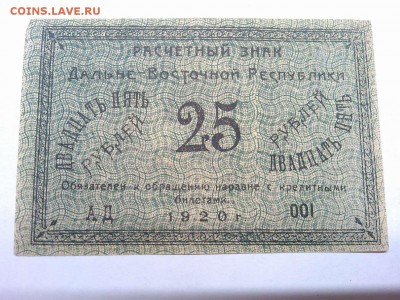 COINS.LAVE.RU
РАСЧЕТНЫЙ ЗНАК
Дальне-Восточной Республики
ДВАДЦАТЬ ПЯТЬ
РУБЛЕЙ
25
РУБЛЕЙ
ДВАДЦАТЬ ПЯТЬ
Обязателен к обращению наравне с кредитными
билетами.
АД
1920 г.
001